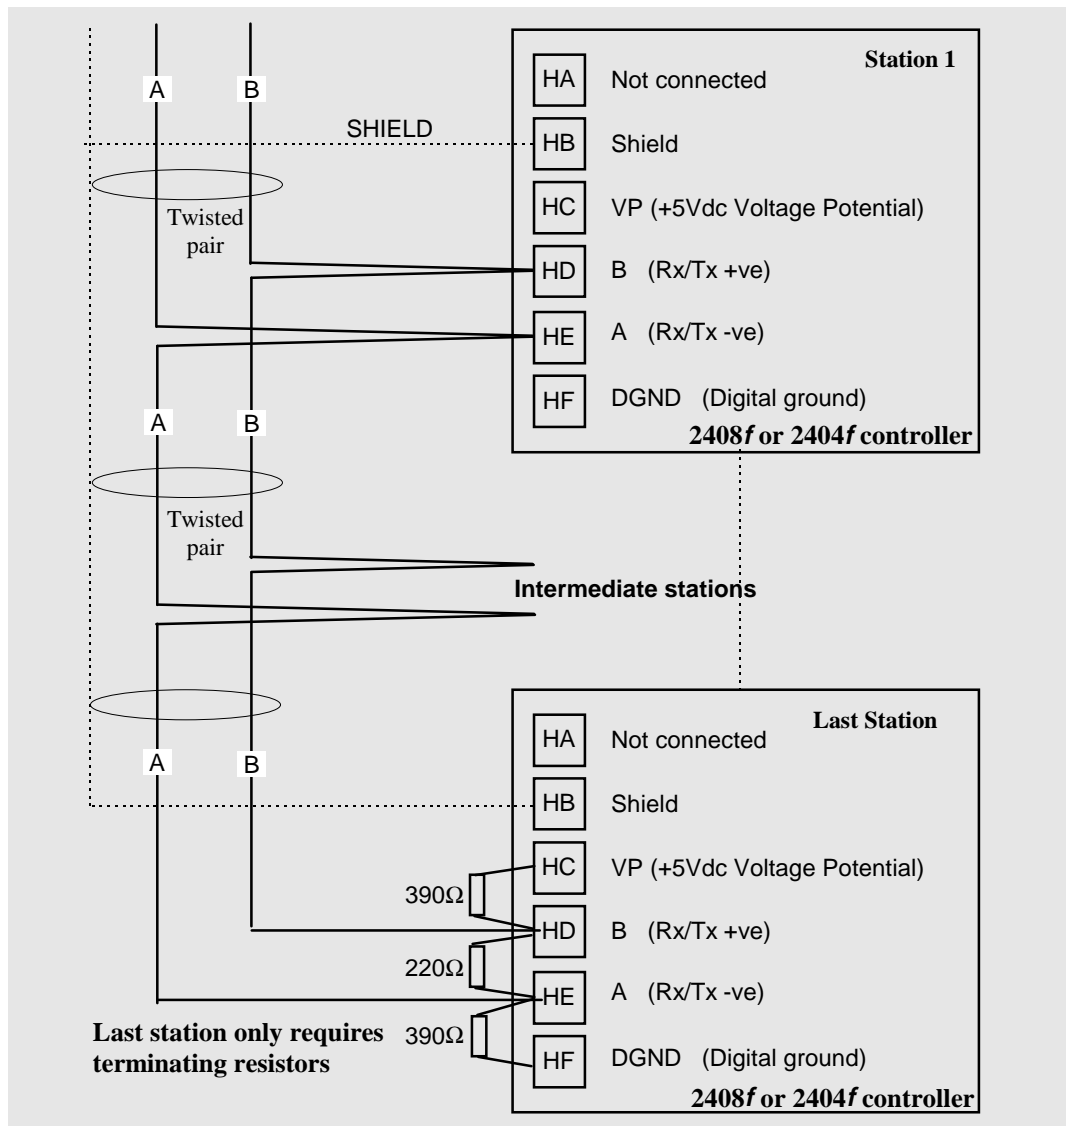 Station 1
A B
HA Not connected
SHIELD
HB Shield
HC VP (+5Vdc Voltage Potential)
Twisted
pair
HD B (Rx/Tx +ve)
HE A (Rx/Tx -ve)
HF DGND (Digital ground)
A B
2408f or 2404f controller
Twisted
pair
Intermediate stations
Last Station
HA Not connected
A B
HB Shield
HC VP (+5Vdc Voltage Potential)
390Ω
HD B (Rx/Tx +ve)
220Ω
HE A (Rx/Tx -ve)
Last station only requires
terminating resistors
390Ω
HF DGND (Digital ground)
2408f or 2404f controller